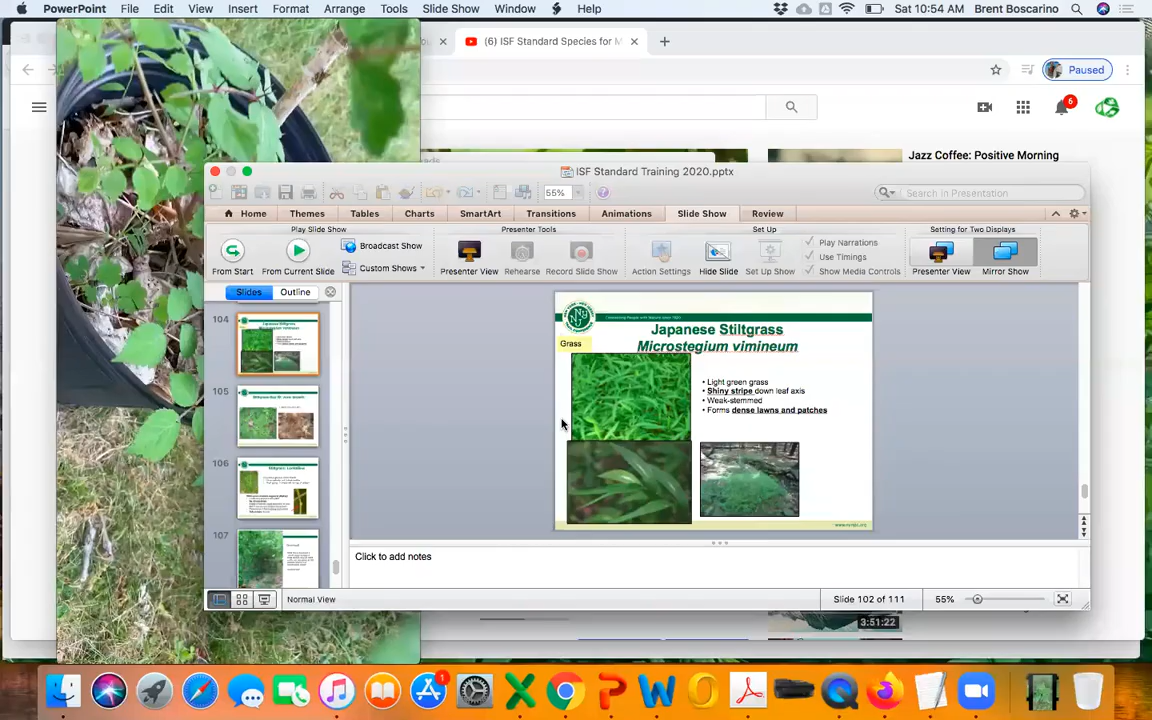 PowerPoint File Edit View Insert Format Arrange Tools Slide Show Window Help Sat 10:54 AM Brent Boscarino
(6) ISF Standard Species for M
Paused
6
Jazz Coffee: Positive Morning
ISF Standard Training 2020.pptx
55% Search in Presentation
Home Themes Tables Charts SmartArt Transitions Animations Slide Show Review
Play Slide Show Presenter Tools Set Up Setting for Two Displays
From Start From Current Slide Broadcast Show Custom Shows Presenter View Rehearse Record Slide Show Action Settings Hide Slide Set Up Show Play Narrations Use Timings Show Media Controls Presenter View Mirror Show
Slides Outline
104
105
106
107
Japanese Stiltgrass
Microstegium vimineum
Grass
• Light green grass
• Shiny stripe down leaf axis
• Weak-stemmed
• Forms dense lawns and patches
Click to add notes
Normal View Slide 102 of 111 55%
3:51:22
1